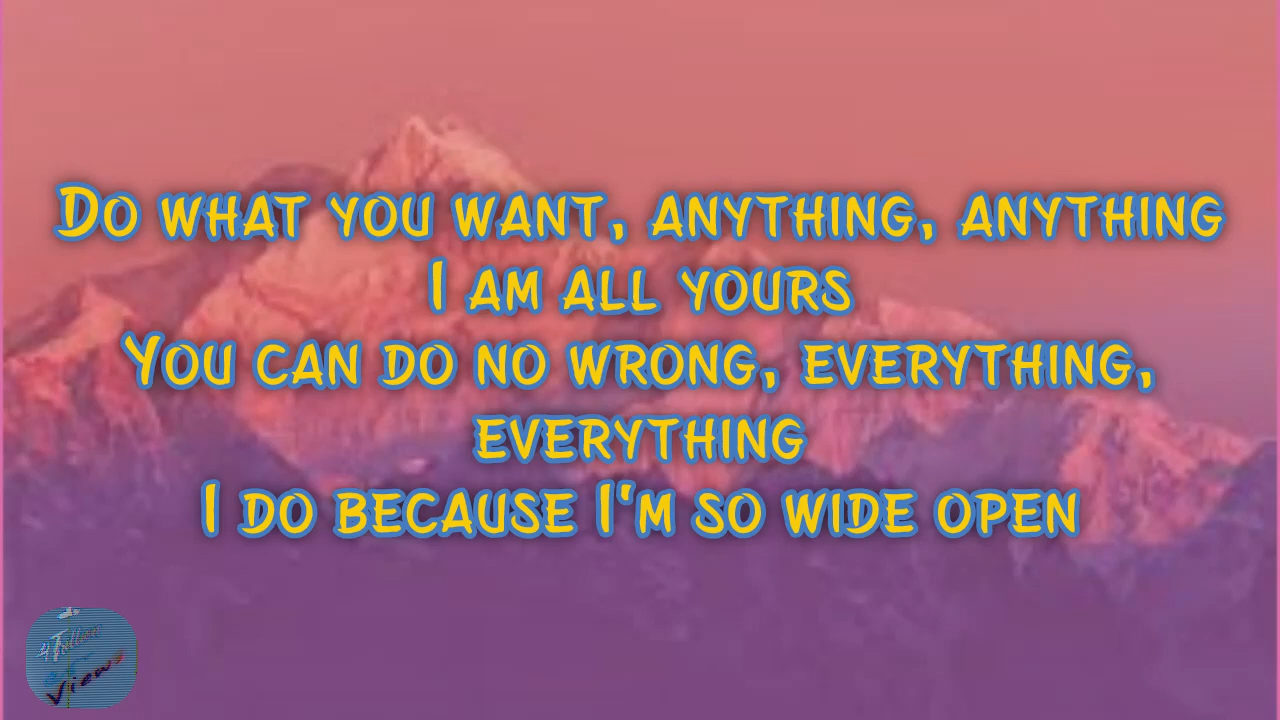 Do what you want, anything, anything
I am all yours
You can do no wrong, everything,
everything
I do because I'm so wide open